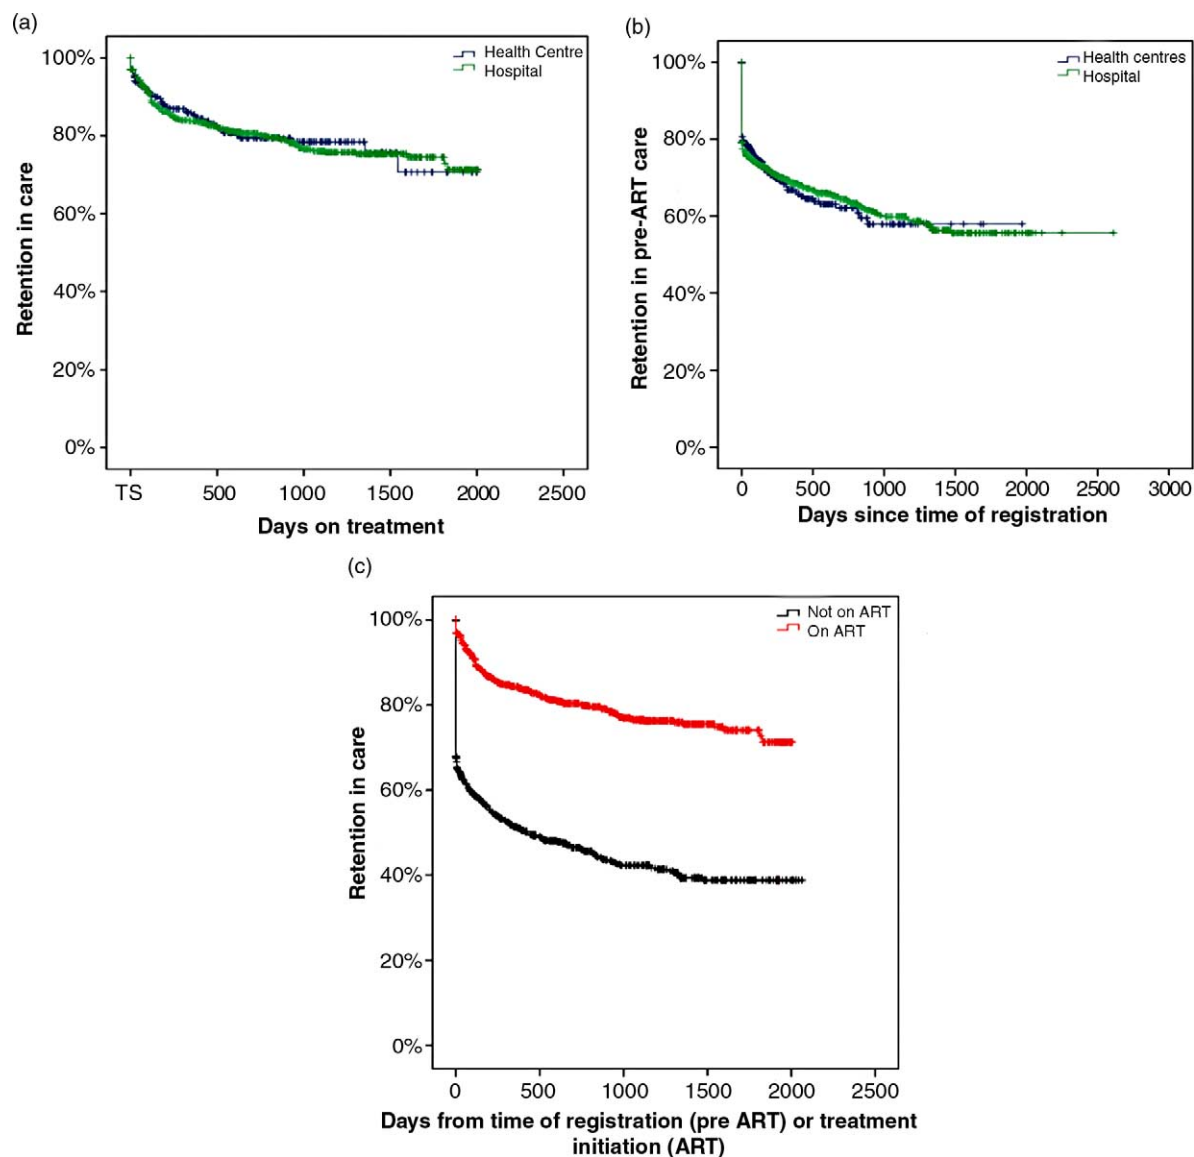 (a)
100%
80%
60%
40%
20%
0%
Retention in care
Health Centre
Hospital
TS 500 1000 1500 2000 2500
Days on treatment
(b)
100%
80%
60%
40%
20%
0%
Retention in pre-ART care
Health centres
Hospital
0 500 1000 1500 2000 2500 3000
Days since time of registration
(c)
100%
80%
60%
40%
20%
0%
Retention in care
Not on ART
On ART
0 500 1000 1500 2000 2500
Days from time of registration (pre ART) or treatment
initiation (ART)